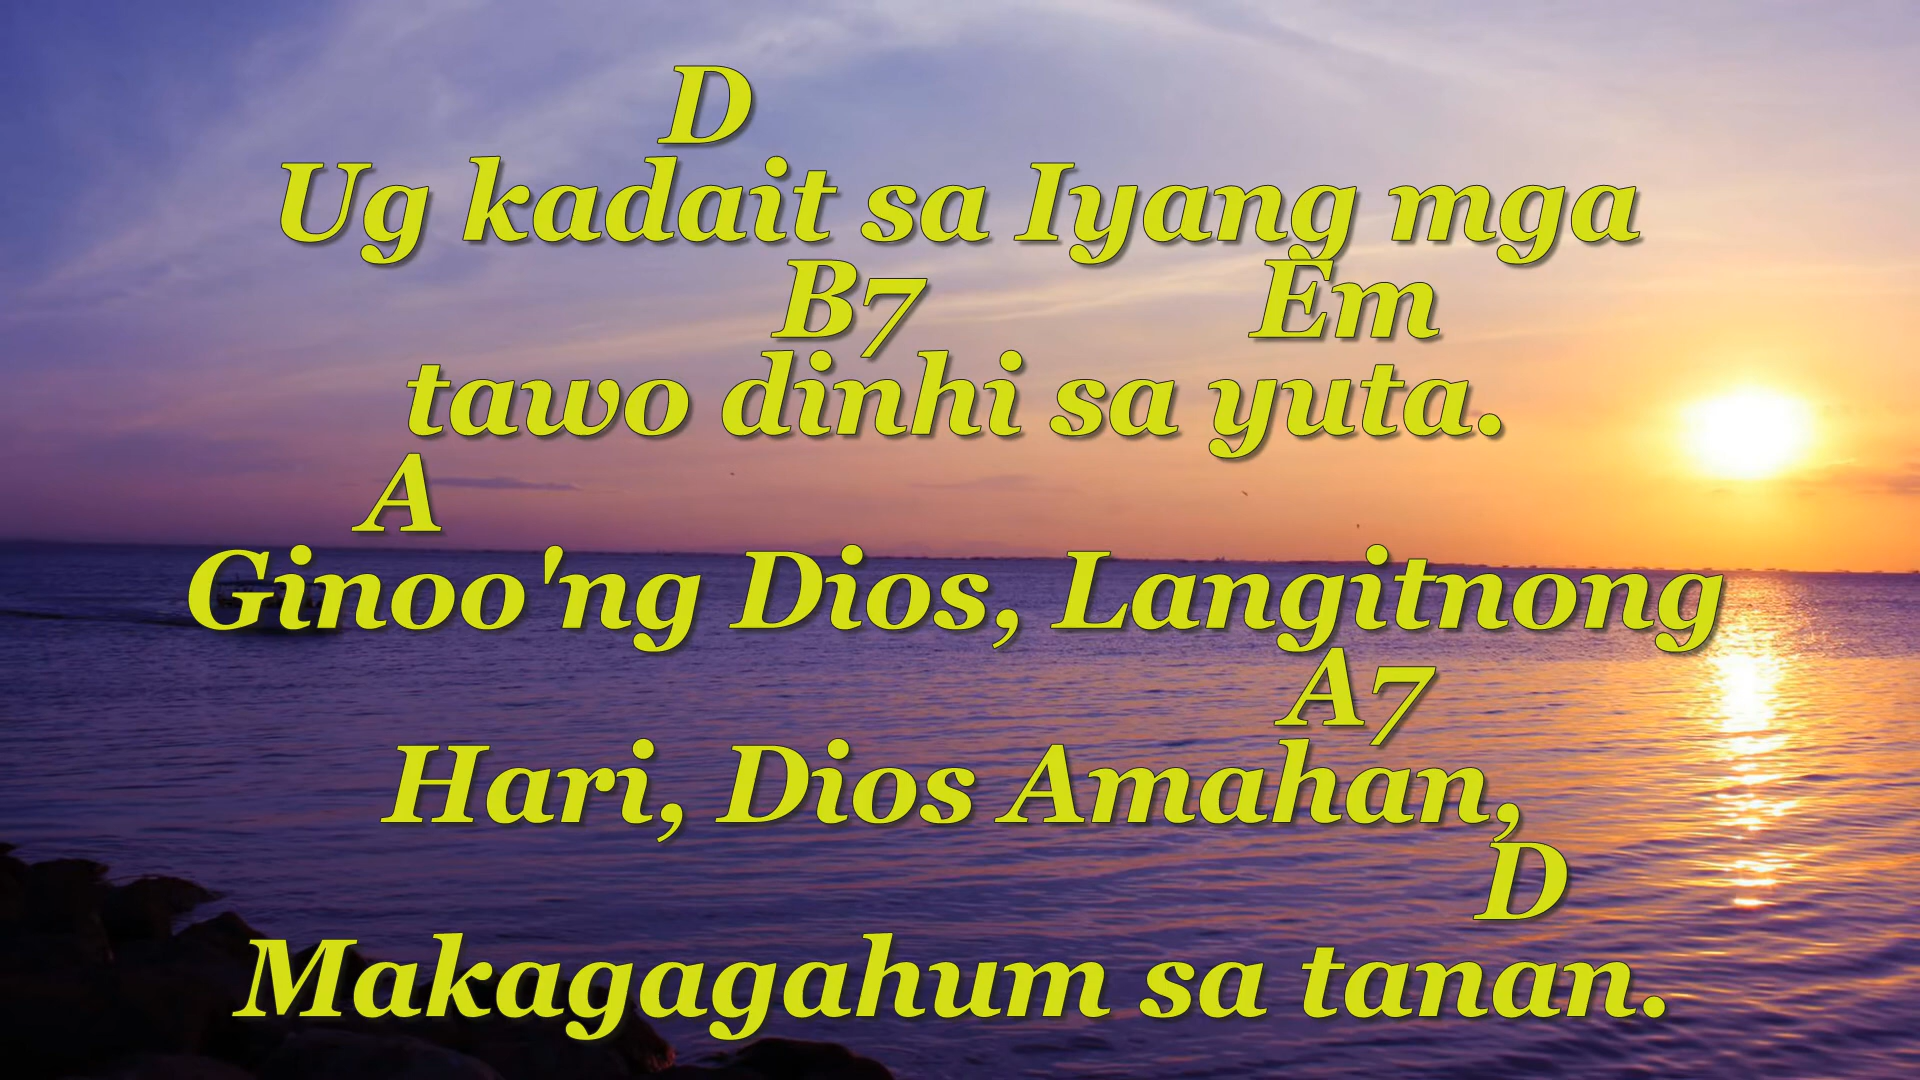 D
Ug kadait sa Iyang mga
B7 Em
tawo dinhi sa yuta.
A
Ginoo'ng Dios, Langitnong
A7
Hari, Dios Amahan,
D
Makagagahum sa tanan.